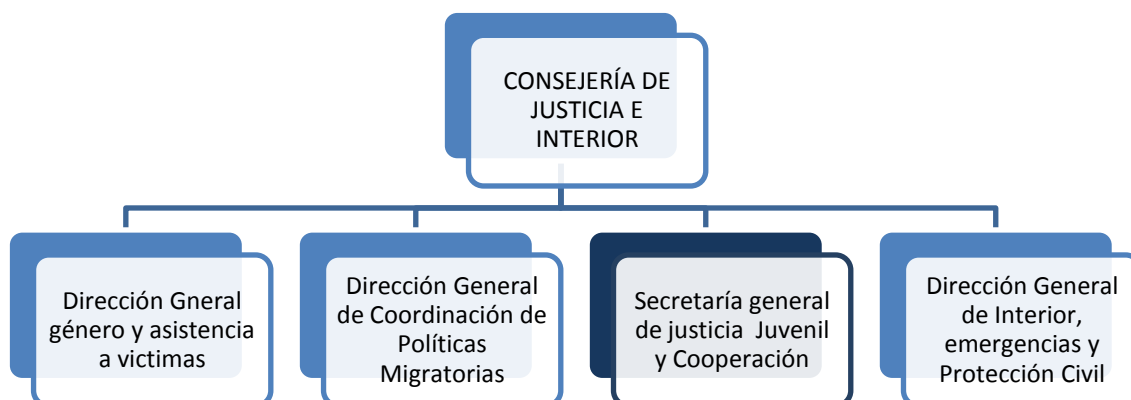 CONSEJERÍA DE
JUSTICIA E
INTERIOR
Dirección Gneral
género y asistencia
a victimas
Dirección General
de Coordinación de
Políticas
Migratorias
Secretaría general
de justicia Juvenil
y Cooperación
Dirección General
de Interior,
emergencias y
Protección Civil